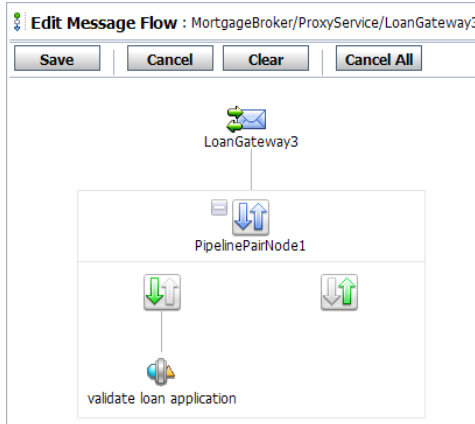 Edit Message Flow : MortgageBroker/ProxyService/LoanGateway3
Save Cancel Clear Cancel All
LoanGateway3
PipelinePairNode1
validate loan application